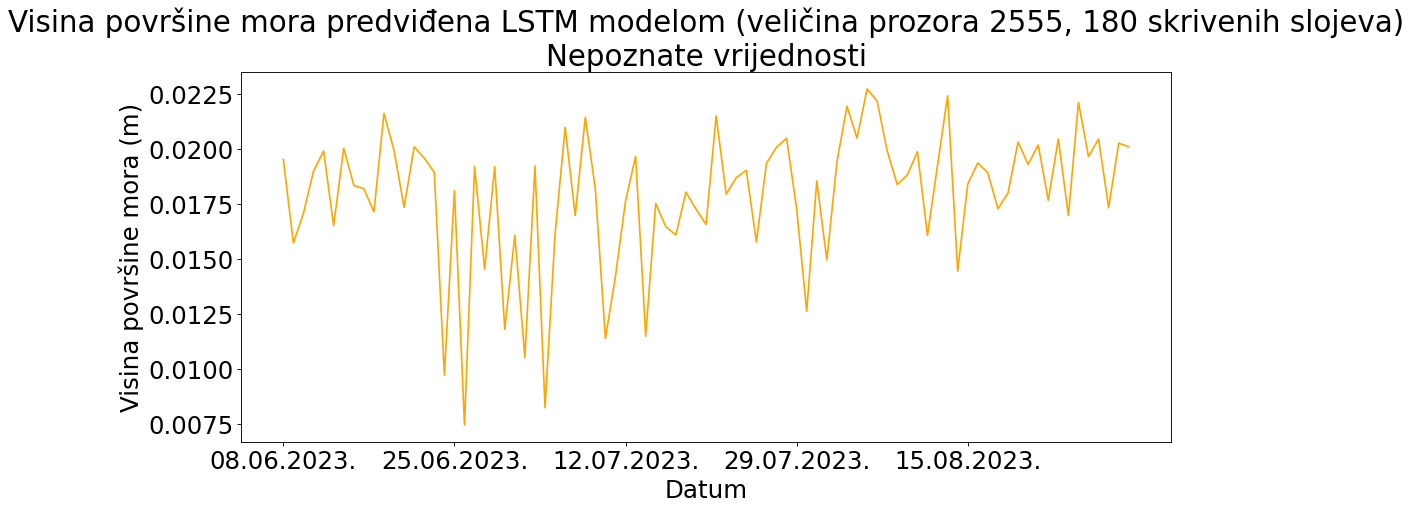 Visina površine mora predviđena LSTM modelom (veličina prozora 2555, 180 skrivenih slojeva)
Nepoznate vrijednosti
Visina površine mora (m)
0.0225
0.0200
0.0175
0.0150
0.0125
0.0100
0.0075
08.06.2023. 25.06.2023. 12.07.2023. 29.07.2023. 15.08.2023.
Datum